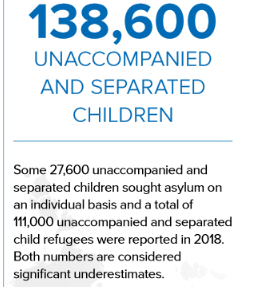 138,600
UNACCOMPANIED
AND SEPARATED
CHILDREN
Some 27,600 unaccompanied and
separated children sought asylum on
an individual basis and a total of
111,000 unaccompanied and separated
child refugees were reported in 2018.
Both numbers are considered
significant underestimates.